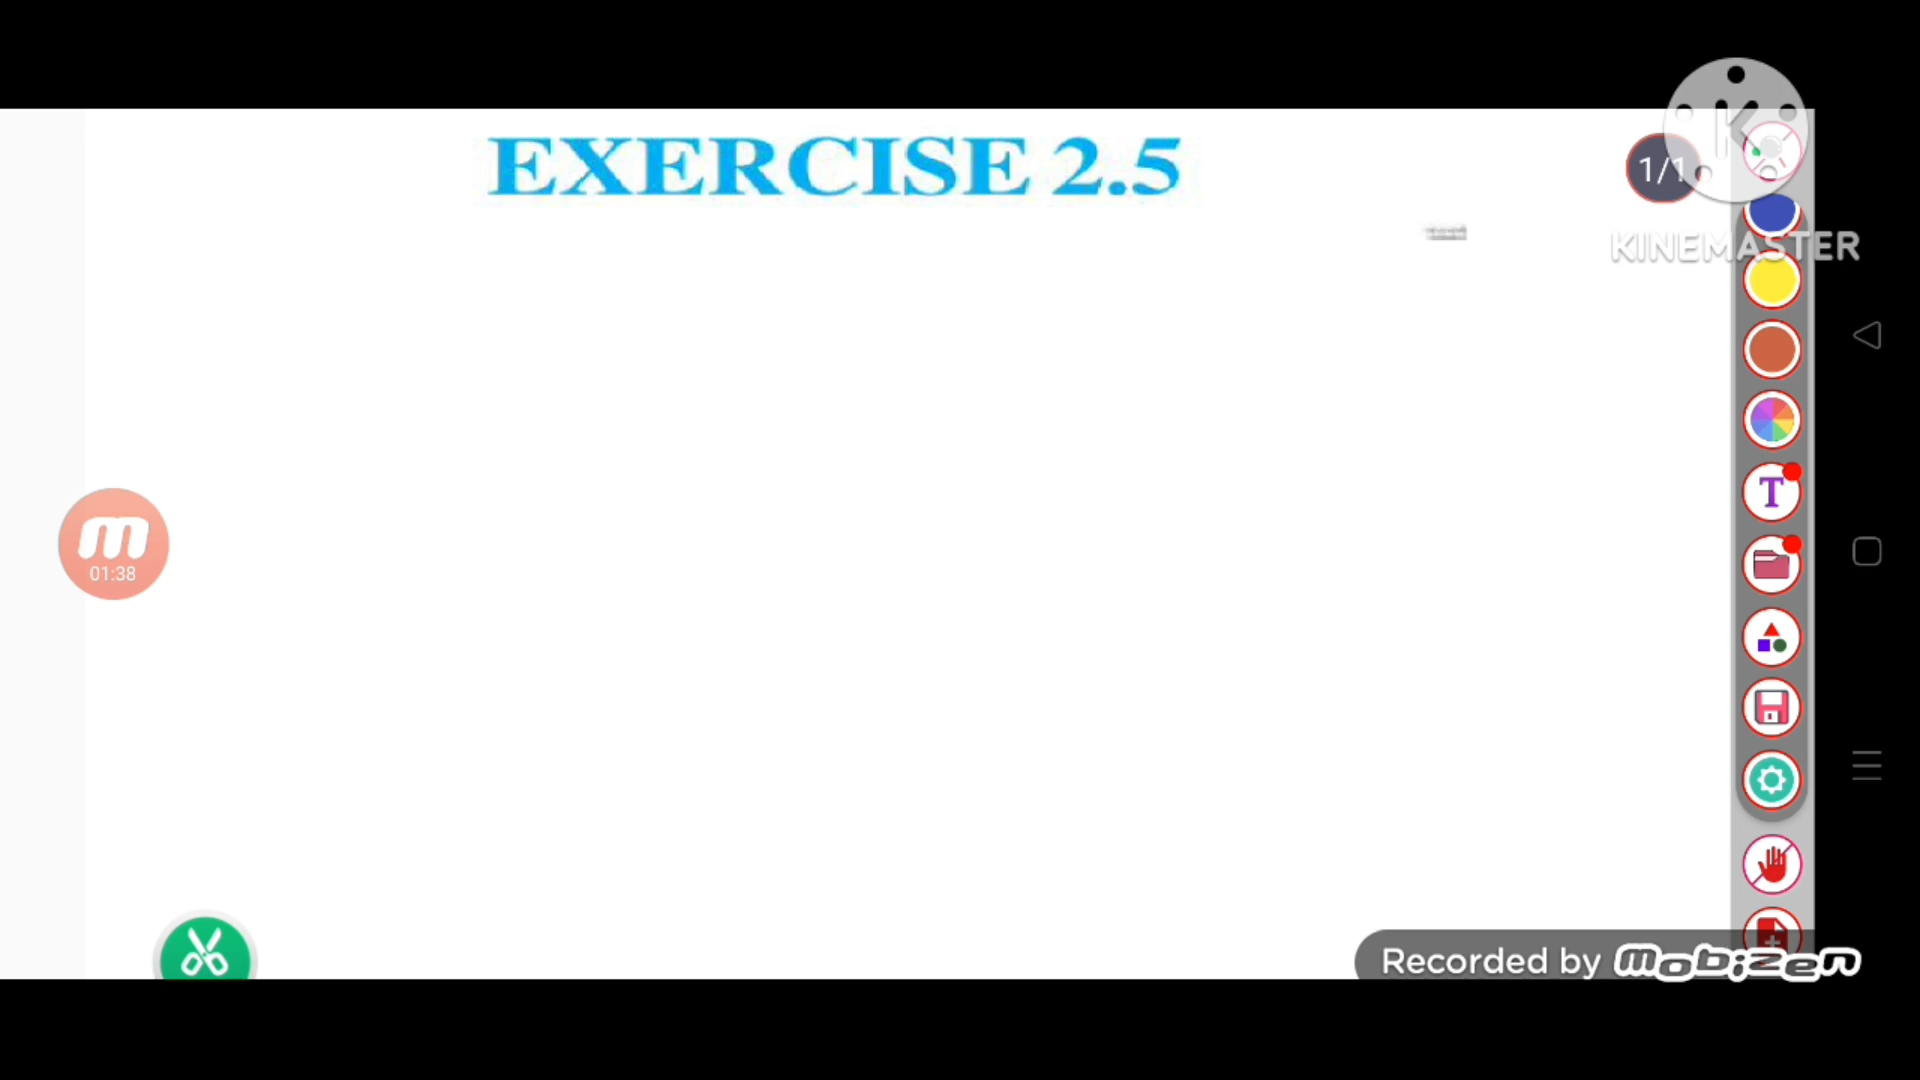 EXERCISE 2.5
1/1
K
KINEMASTER
T
m
01:38
Recorded by mobizen